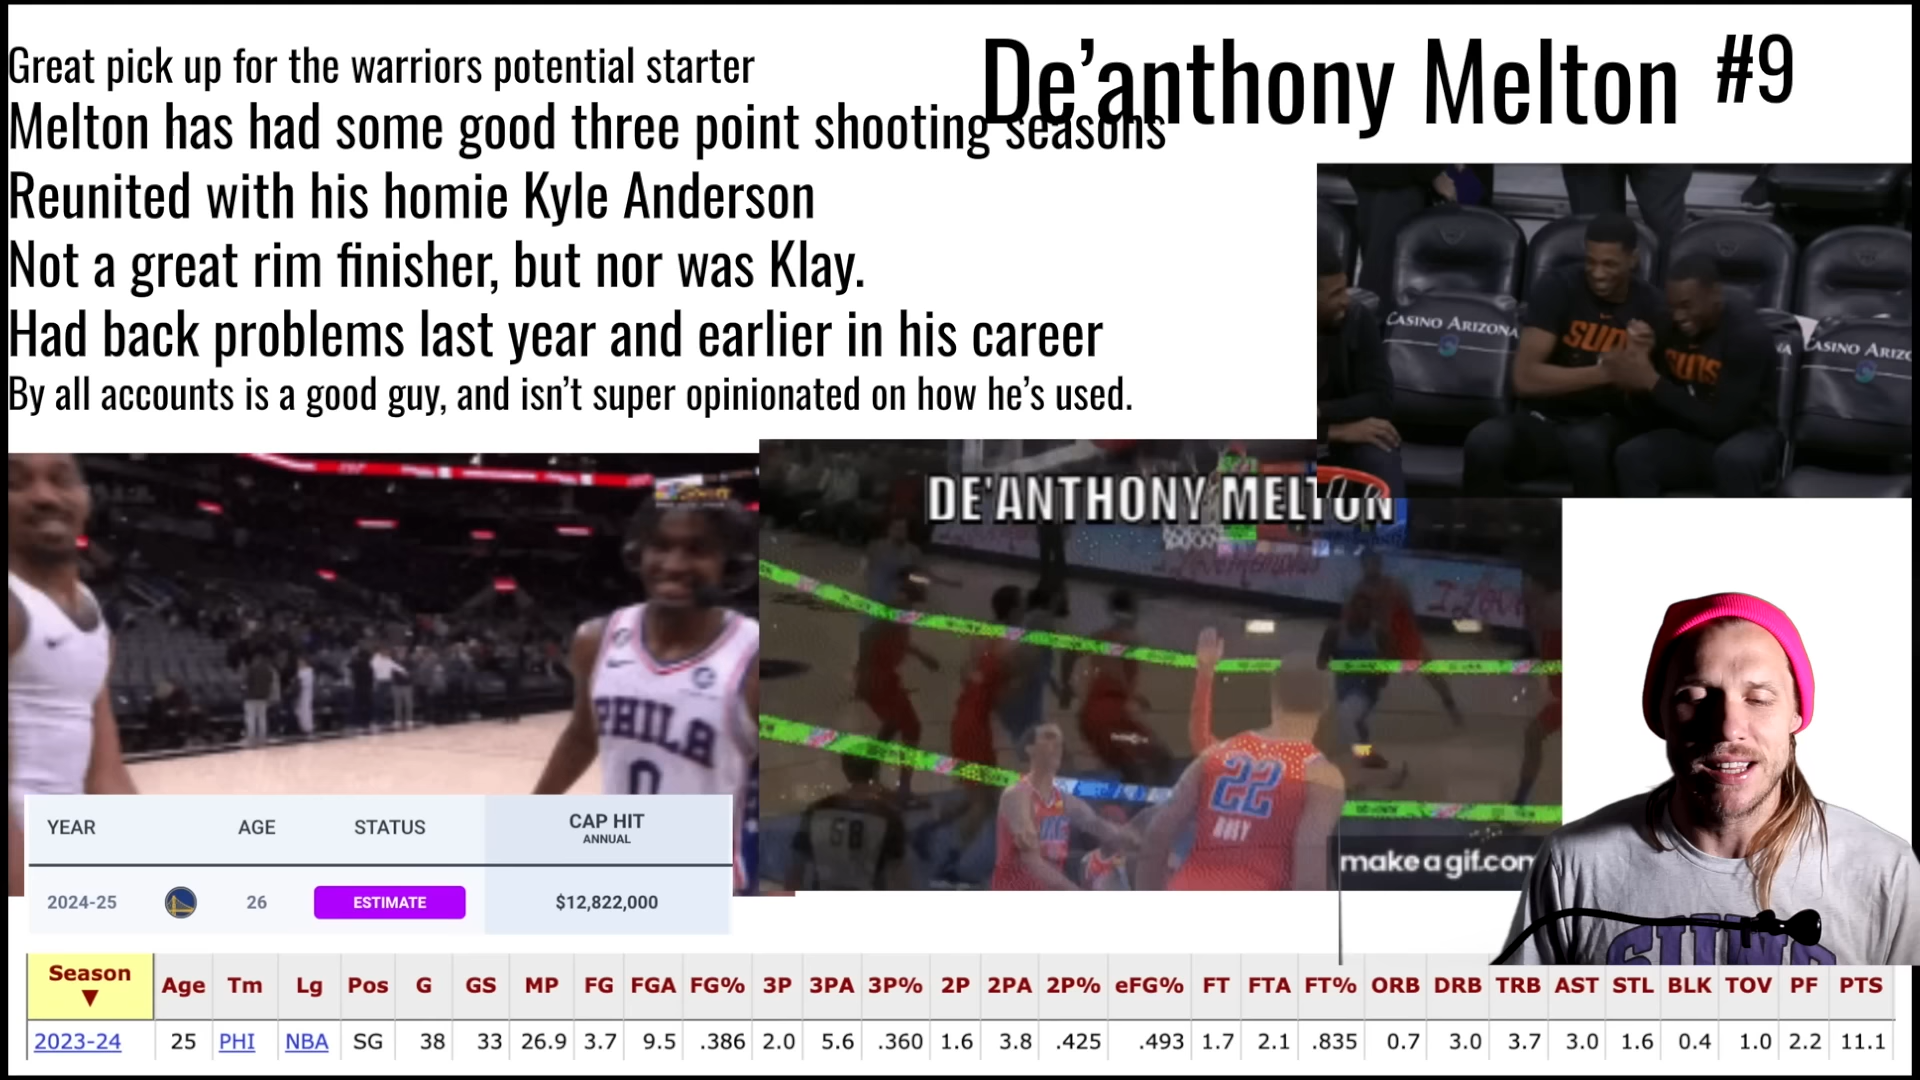 De’anthony Melton #9
Great pick up for the warriors potential starter
Melton has had some good three point shooting seasons
Reunited with his homie Kyle Anderson
Not a great rim finisher, but nor was Klay.
Had back problems last year and earlier in his career
By all accounts is a good guy, and isn’t super opinionated on how he’s used.
CASINO ARIZONA
CASINO ARIZO
SUNS
SUNS
DE'ANTHONY MELTON
PHILA
0
22
58
makeagif.com
YEAR AGE STATUS CAP HIT
ANNUAL
2024-25 26 ESTIMATE $12,822,000
Season ▼ Age Tm Lg Pos G GS MP FG FGA FG% 3P 3PA 3P% 2P 2PA 2P% eFG% FT FTA FT% ORB DRB TRB AST STL BLK TOV PF PTS
2023-24 25 PHI NBA SG 38 33 26.9 3.7 9.5 .386 2.0 5.6 .360 1.6 3.8 .425 .493 1.7 2.1 .835 0.7 3.0 3.7 3.0 1.6 0.4 1.0 2.2 11.1